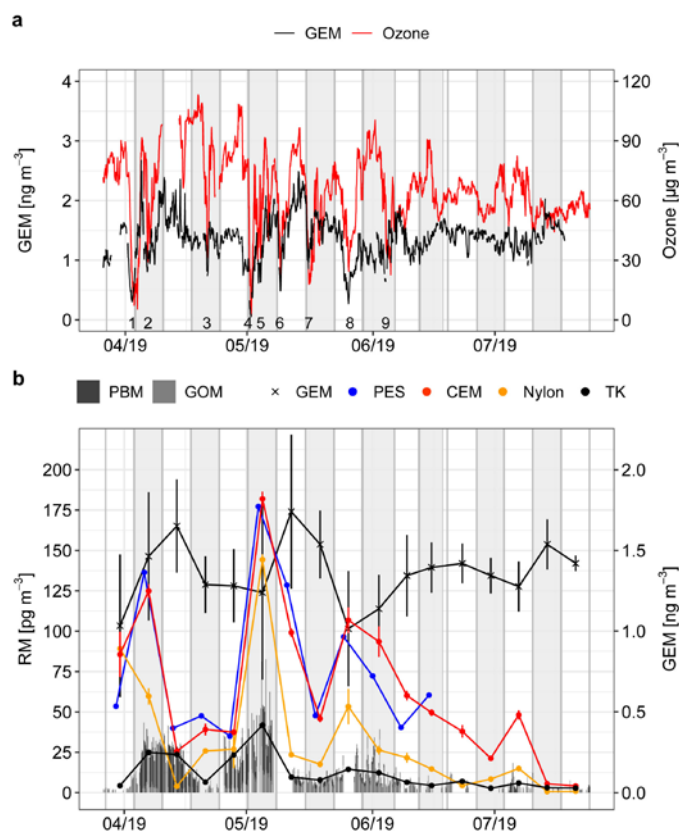 a
GEM Ozone
4 120
3 90
2 60
1 30
0 0
GEM [ng m⁻³]
Ozone [µg m⁻³]
1 2 3 4 5 6 7 8 9
04/19 05/19 06/19 07/19
b
PBM GOM GEM PES CEM Nylon TK
200 2.0
175
150 1.5
125
100 1.0
75
50 0.5
25
0 0.0
RM [pg m⁻³]
GEM [ng m⁻³]
04/19 05/19 06/19 07/19